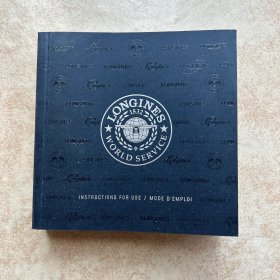 LONGINES
1832
WORLD SERVICE
INSTRUCTIONS FOR USE / MODE D'EMPLOI